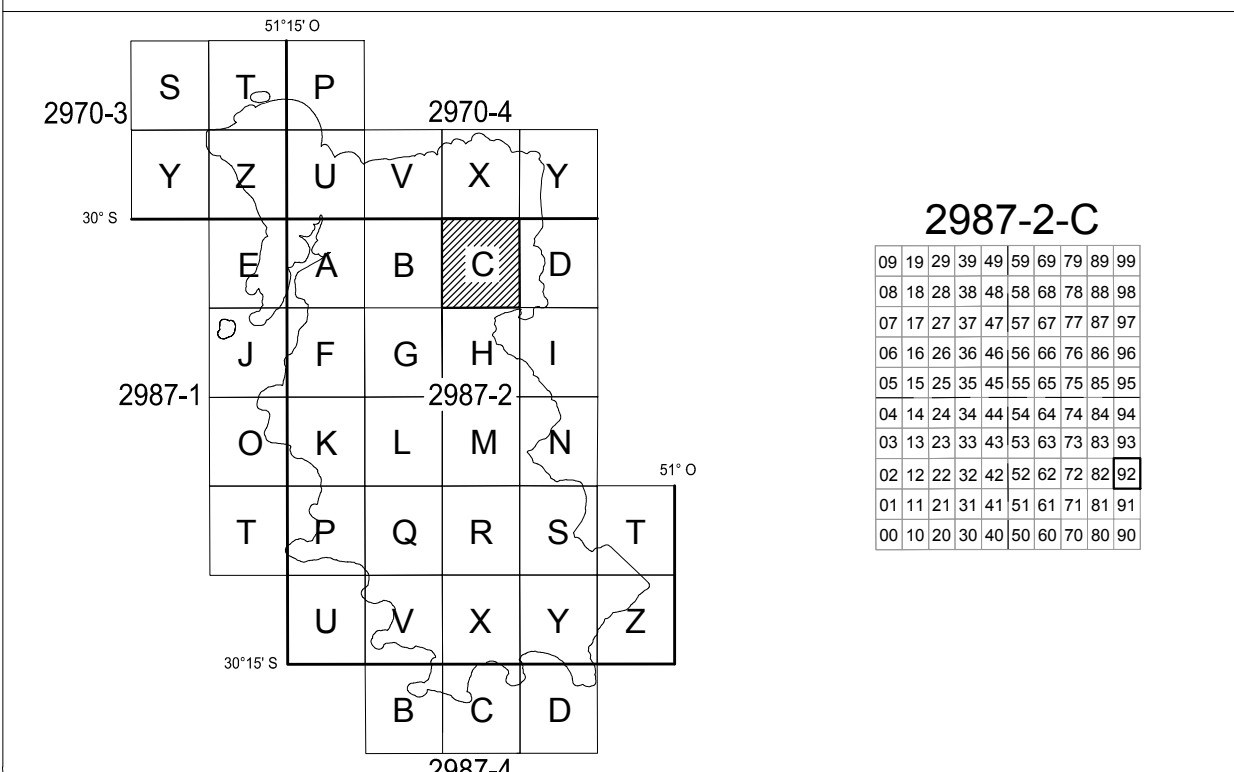 51°15' O
S T P
2970-3
2970-4
Y Z U V X Y
30° S
E A B C D
J F G H I
2987-1
2987-2
O K L M N
51° O
T P Q R S T
U V X Y Z
30°15' S
B C D
2987-4
2987-2-C
09 19 29 39 49 59 69 79 89 99
08 18 28 38 48 58 68 78 88 98
07 17 27 37 47 57 67 77 87 97
06 16 26 36 46 56 66 76 86 96
05 15 25 35 45 55 65 75 85 95
04 14 24 34 44 54 64 74 84 94
03 13 23 33 43 53 63 73 83 93
02 12 22 32 42 52 62 72 82 92
01 11 21 31 41 51 61 71 81 91
00 10 20 30 40 50 60 70 80 90